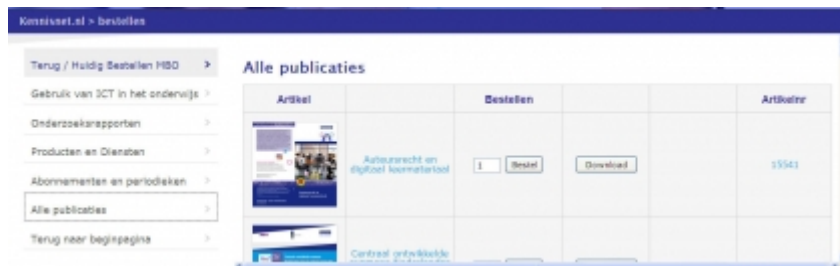 Kennisnet.nl > bestellen
Terug / Huidig Bestellen MBO >
Gebruik van ICT in het onderwijs >
Onderzoeksrapporten >
Producten en Diensten >
Abonnementen en periodieken >
Alle publicaties >
Terug naar beginpagina >
Alle publicaties
Artikel Bestellen Artikelnr
Auteursrecht en
digitaal leermateriaal
1 Bestel Download 15541
Centraal ontwikkelde